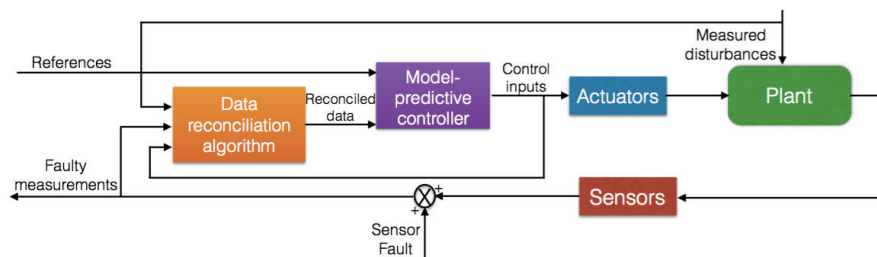 Measured
disturbances
References
Model-
predictive
controller
Control
inputs
Actuators
Plant
Data
reconciliation
algorithm
Reconciled
data
Faulty
measurements
+
+
Sensors
Sensor
Fault